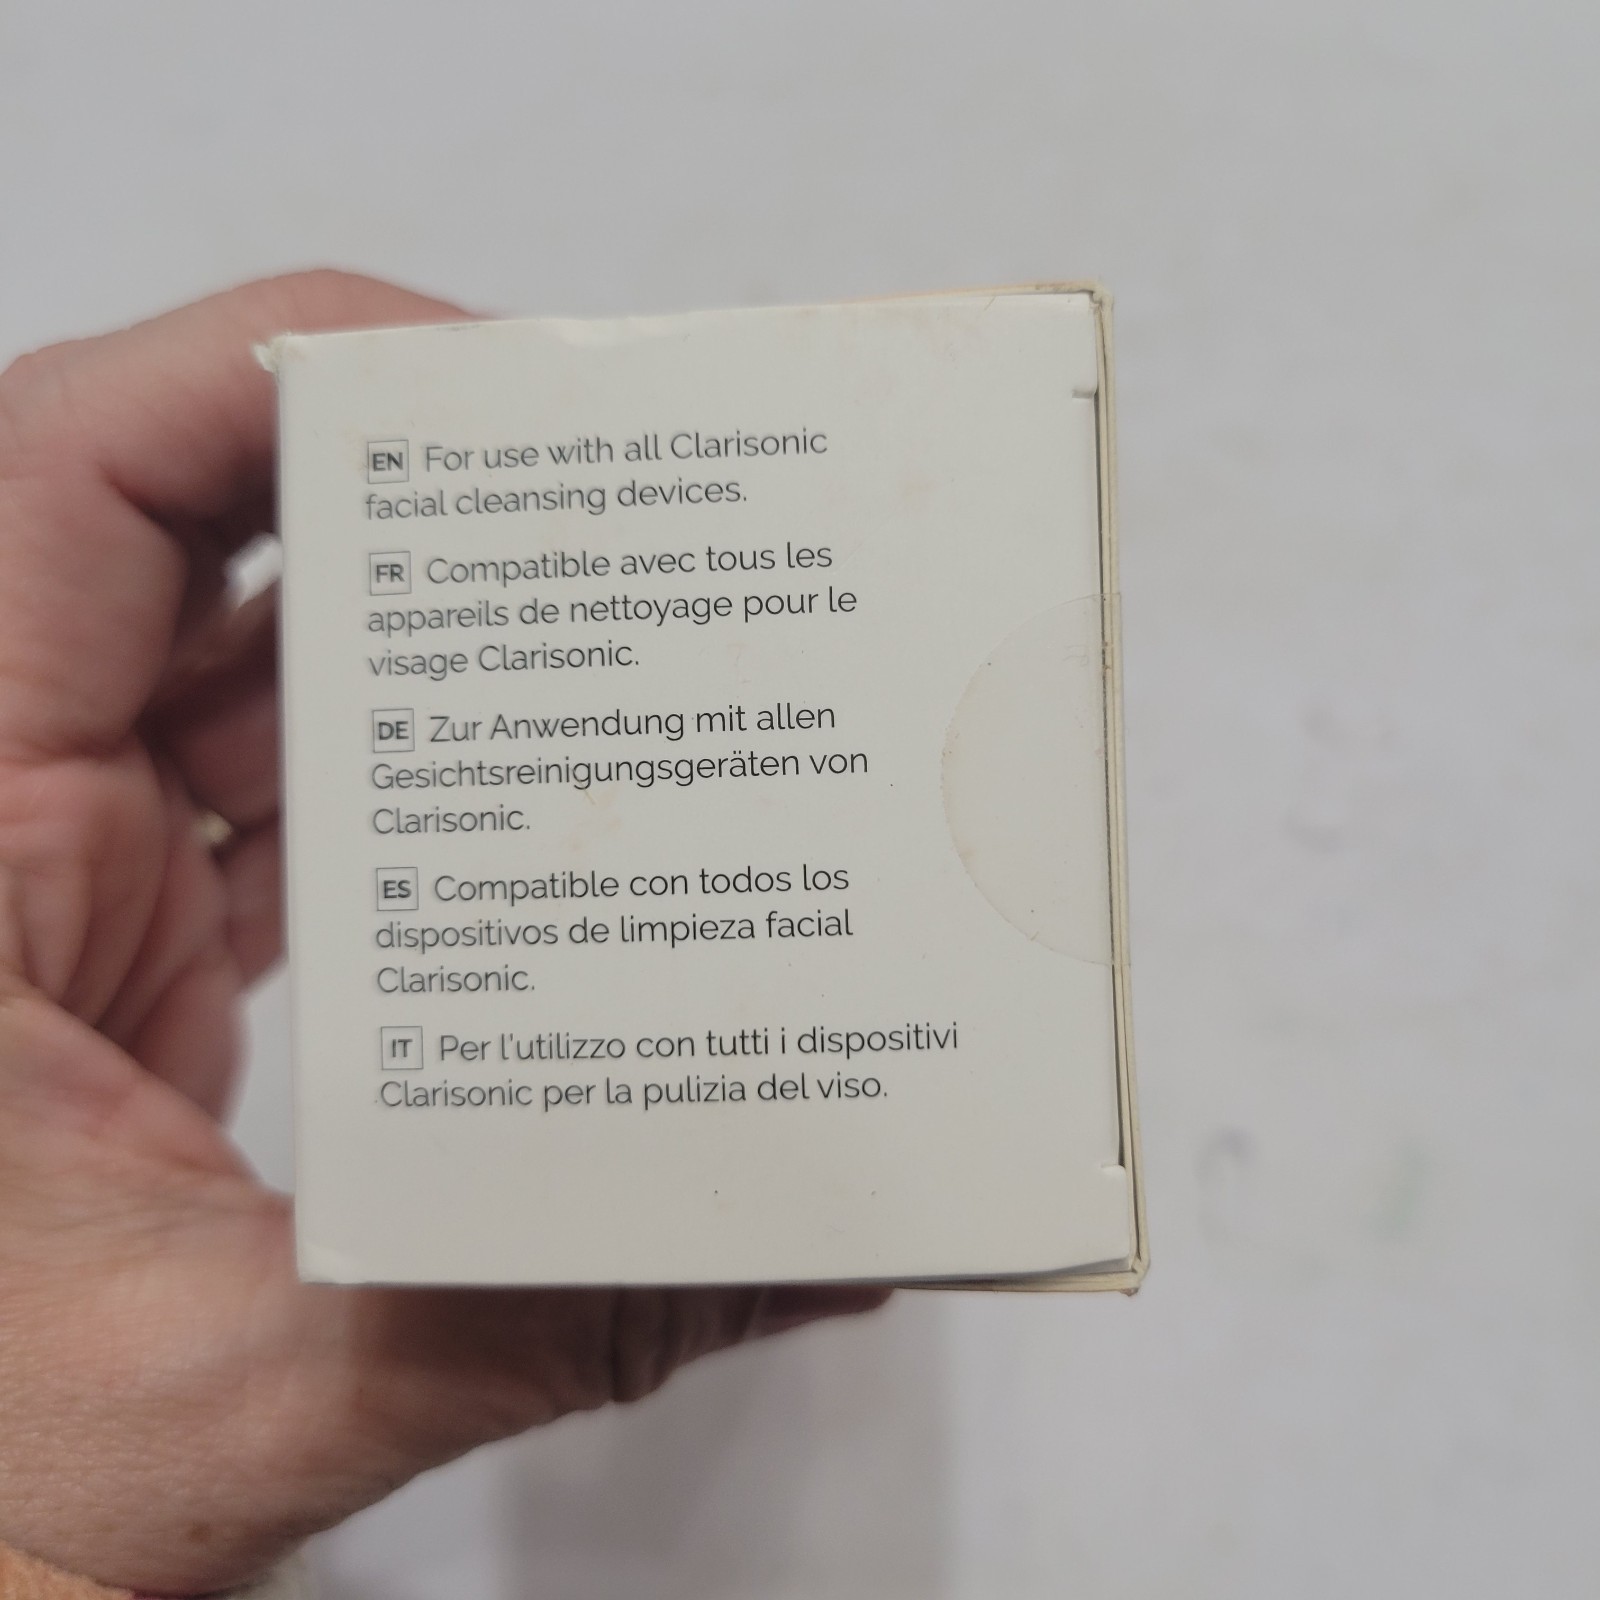 EN For use with all Clarisonic
facial cleansing devices.
FR Compatible avec tous les
appareils de nettoyage pour le
visage Clarisonic.
DE Zur Anwendung mit allen
Gesichtsreinigungsgeräten von
Clarisonic.
ES Compatible con todos los
dispositivos de limpieza facial
Clarisonic.
IT Per l'utilizzo con tutti i dispositivi
Clarisonic per la pulizia del viso.